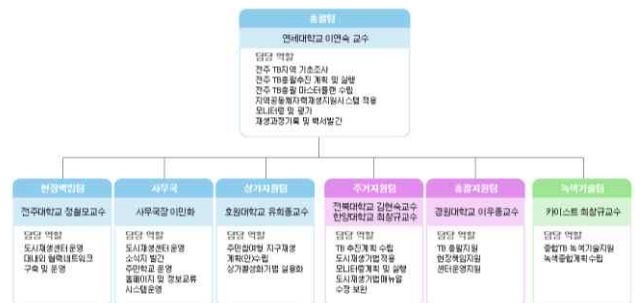 총괄팀
연세대학교 이연숙 교수
담당 역할
전주 TB지역 기초조사
전주 TB총괄추진 계획 및 실행
전주 TB총괄 마스터플랜 수립
지역공동체자력재생지원시스템 적용
모니터링 및 평가
재생과정기록 및 백서발간
현장책임팀
전주대학교 정철모교수
담당 역할
도시재생센터 운영
대내외 협력네트워크
구축 및 운영
사무국
사무국장 이민화
담당 역할
도시재생센터 운영
소식지 발간
주민학교 운영
홈페이지 및 정보교류
시스템운영
상가지원팀
호원대학교 유희종교수
담당 역할
주민참여형 지구재생
계획(안)수립
상가활성화기법 실용화
주거지원팀
전북대학교 김현숙교수
한양대학교 최창규교수
담당 역할
TB 추진계획 수립
도시재생기법 적용
모니터링계획 및 실행
도시재생기법매뉴얼
수정 보완
총괄지원팀
경원대학교 이우종교수
담당 역할
TB 총괄지원
현장책임지원
센터운영지원
녹색기술팀
카이스트 최창규교수
담당 역할
종합TB 녹색기술지원
녹색종합계획 수립